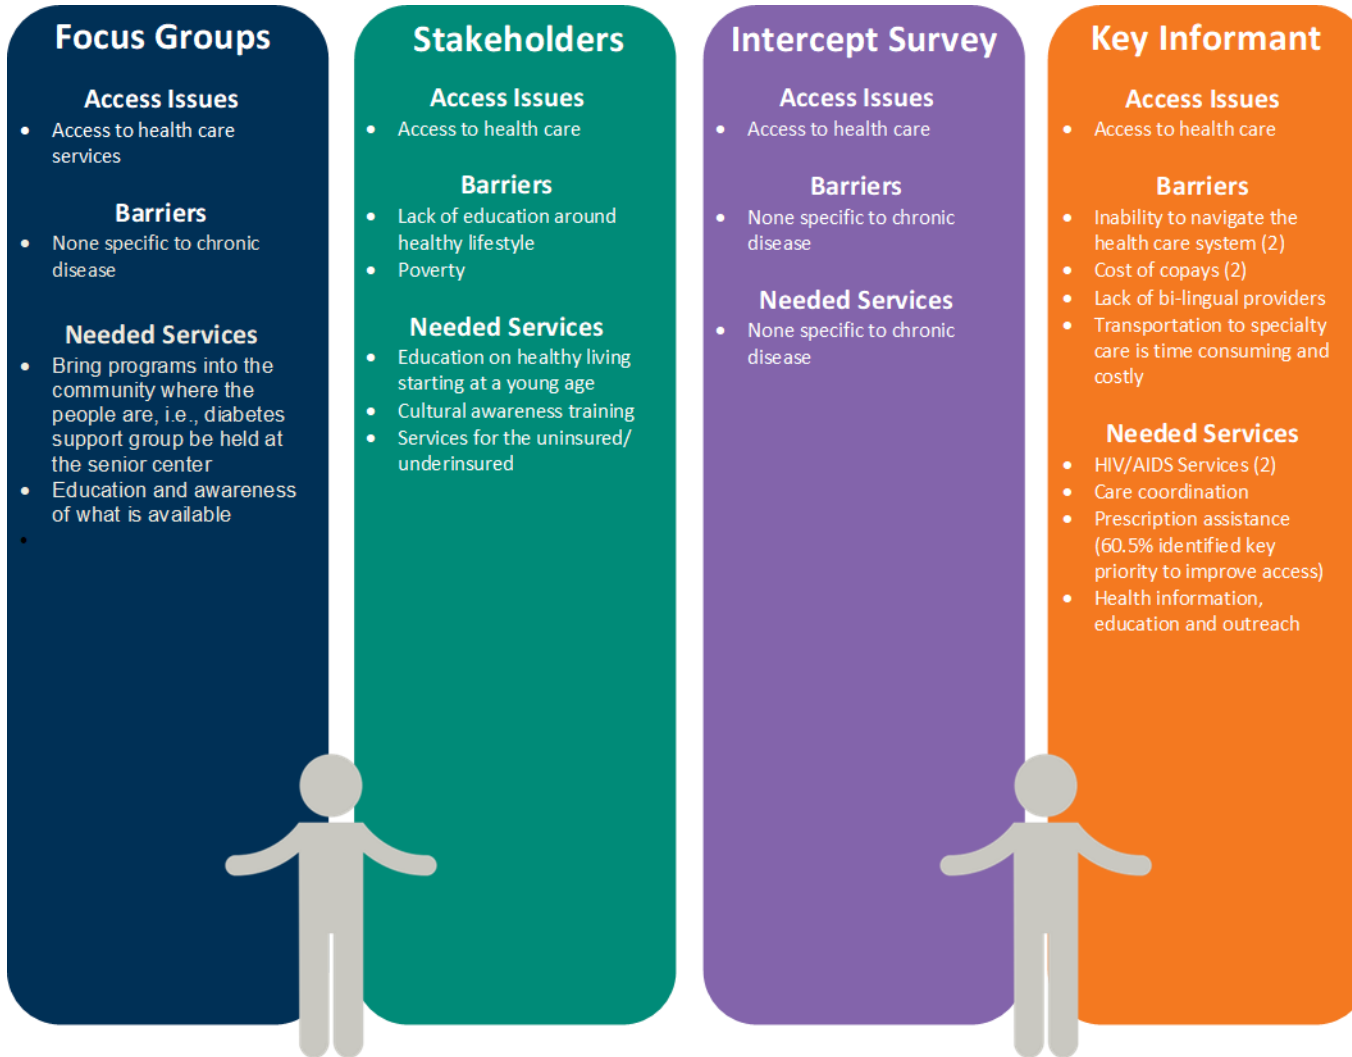 Focus Groups
Access Issues
• Access to health care
services
Barriers
• None specific to chronic
disease
Needed Services
• Bring programs into the
community where the
people are, i.e., diabetes
support group be held at
the senior center
• Education and awareness
of what is available
•
Stakeholders
Access Issues
• Access to health care
Barriers
• Lack of education around
healthy lifestyle
• Poverty
Needed Services
• Education on healthy living
starting at a young age
• Cultural awareness training
• Services for the uninsured/
underinsured
Intercept Survey
Access Issues
• Access to health care
Barriers
• None specific to chronic
disease
Needed Services
• None specific to chronic
disease
Key Informant
Access Issues
• Access to health care
Barriers
• Inability to navigate the
health care system (2)
• Cost of copays (2)
• Lack of bi-lingual providers
• Transportation to specialty
care is time consuming and
costly
Needed Services
• HIV/AIDS Services (2)
• Care coordination
• Prescription assistance
(60.5% identified key
priority to improve access)
• Health information,
education and outreach